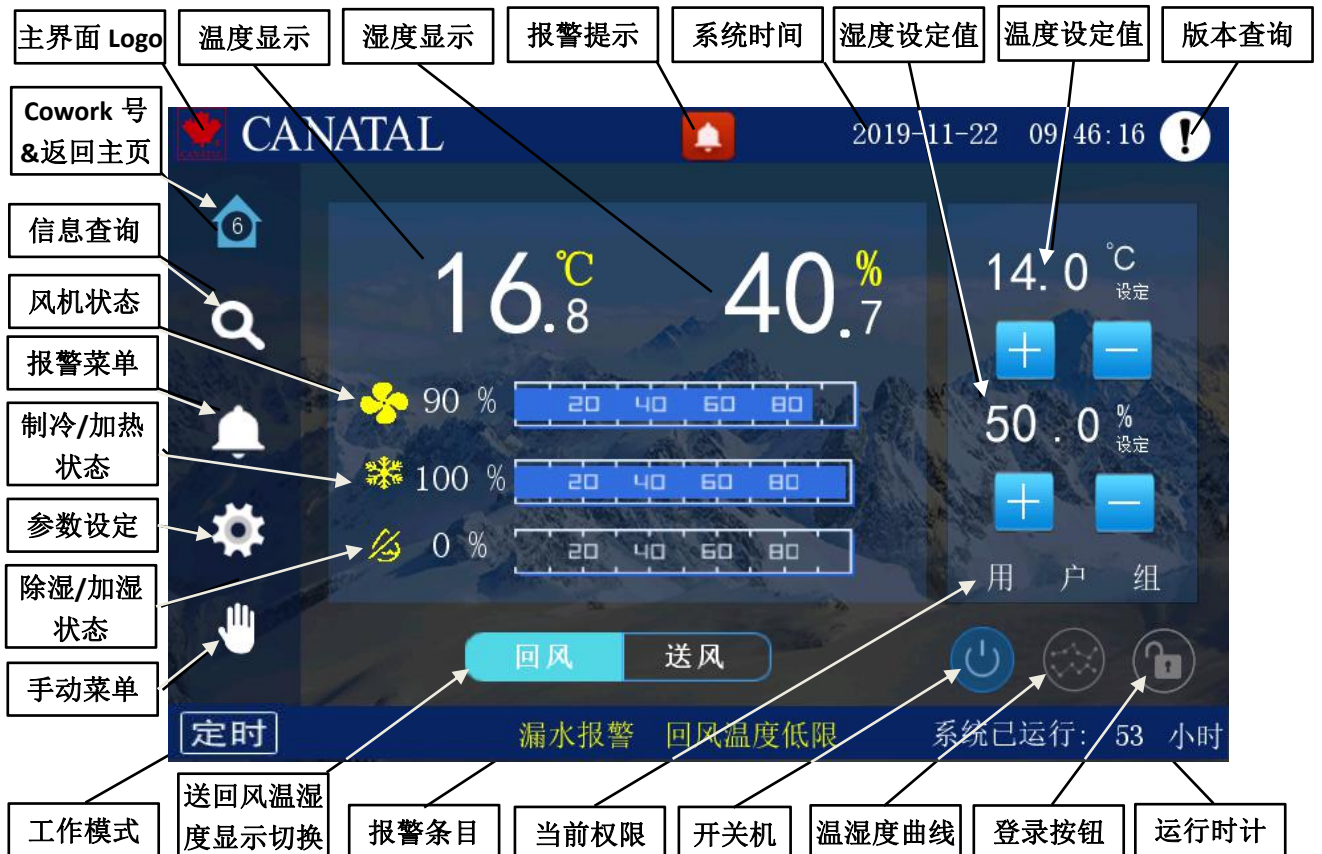 主界面 Logo
温度显示
湿度显示
报警提示
系统时间
湿度设定值
温度设定值
版本查询
Cowork 号
&返回主页
信息查询
风机状态
报警菜单
制冷/加热
状态
参数设定
除湿/加湿
状态
手动菜单
CANATAL
CANATAL
2019-11-22 09:46:16
6
16.8 ℃
40.7 %
14.0 ℃
设定
50.0 %
设定
90 % 20 40 60 80
100 % 20 40 60 80
0 % 20 40 60 80
用 户 组
回风
送风
定时
漏水报警 回风温度低限
系统已运行: 53 小时
工作模式
送回风温湿
度显示切换
报警条目
当前权限
开关机
温湿度曲线
登录按钮
运行时计